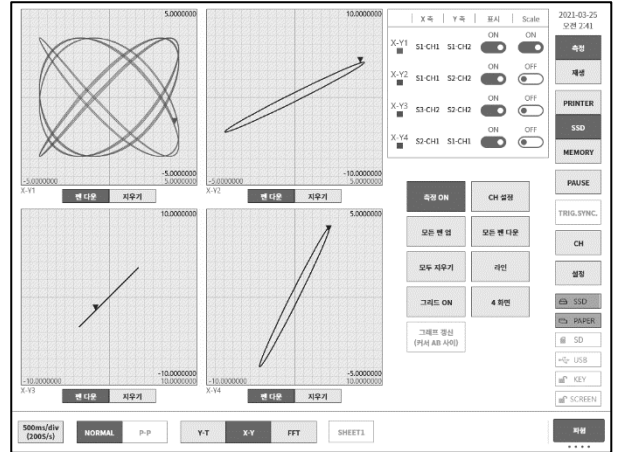 5.0000000
-5.0000000
-5.0000000
5.0000000
X-Y1
펜 다운
지우기
10.0000000
-10.0000000
5.0000000
X-Y2
펜 다운
지우기
5.0000000
-10.0000000
-10.0000000
10.0000000
X-Y3
펜 다운
지우기
5.0000000
-5.0000000
-10.0000000
10.0000000
X-Y4
펜 다운
지우기
X 축 Y 축 표시 Scale
X-Y1 S1-CH1 S1-CH2 ON ON
X-Y2 S1-CH1 S1-CH2 ON OFF
X-Y3 S3-CH2 S2-CH2 ON OFF
X-Y4 S2-CH1 S1-CH1 ON OFF
측정 ON
CH 설정
모든 펜 업
모든 펜 다운
모두 지우기
라인
그리드 ON
4 화면
그래프 갱신
(커서 AB 사이)
2021-03-25
오전 2:41
측정
재생
PRINTER
SSD
MEMORY
PAUSE
TRIG.SYNC.
CH
설정
SSD
PAPER
SD
USB
KEY
SCREEN
500ms/div
(200S/s)
NORMAL
P-P
Y-T
X-Y
FFT
SHEET1
파형